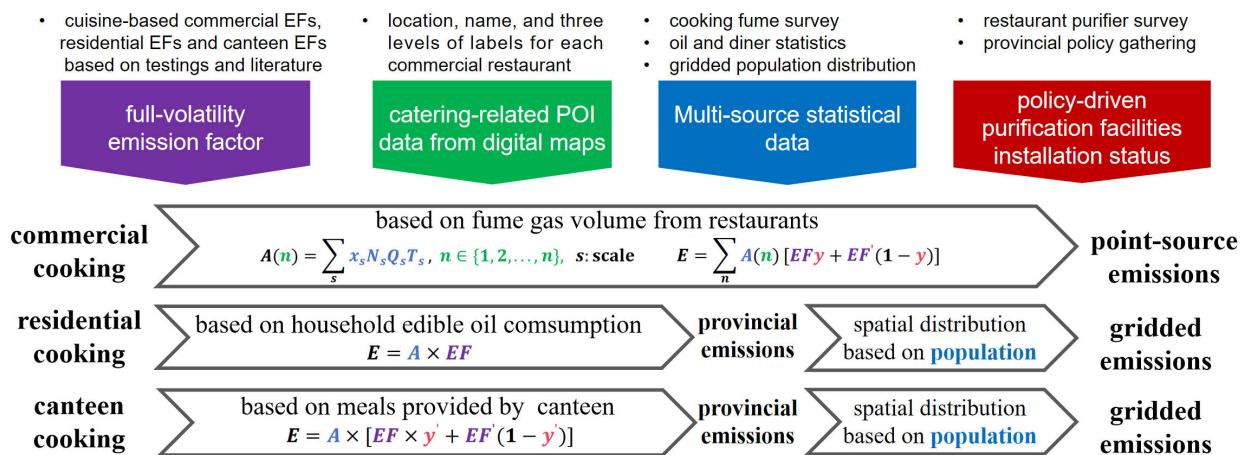 • cuisine-based commercial EFs,
residential EFs and canteen EFs
based on testings and literature
• location, name, and three
levels of labels for each
commercial restaurant
• cooking fume survey
• oil and diner statistics
• gridded population distribution
• restaurant purifier survey
• provincial policy gathering
full-volatility
emission factor
catering-related POI
data from digital maps
Multi-source statistical
data
policy-driven
purification facilities
installation status
commercial
cooking
based on fume gas volume from restaurants
A(n) = ∑ₛ xₛNₛQₛTₛ, n ∈ {1, 2, ..., n}, s: scale E = ∑ₙ A(n) [EFy + EF'(1 − y)]
point-source
emissions
residential
cooking
based on household edible oil comsumption
E = A × EF
provincial
emissions
spatial distribution
based on population
gridded
emissions
canteen
cooking
based on meals provided by canteen
E = A × [EF × y' + EF'(1 − y')]
provincial
emissions
spatial distribution
based on population
gridded
emissions